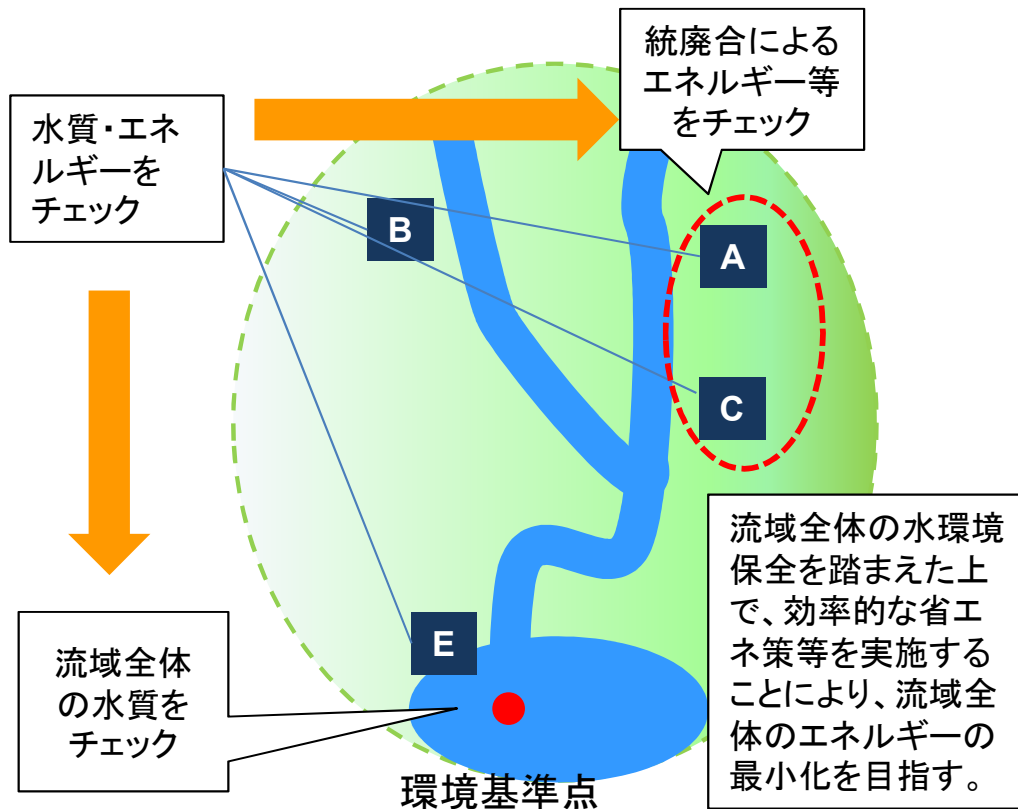 統廃合による
エネルギー等
をチェック
水質・エネ
ルギーを
チェック
B
A
C
E
流域全体
の水質を
チェック
流域全体の水環境
保全を踏まえた上
で、効率的な省エ
ネ策等を実施する
ことにより、流域全
体のエネルギーの
最小化を目指す。
環境基準点